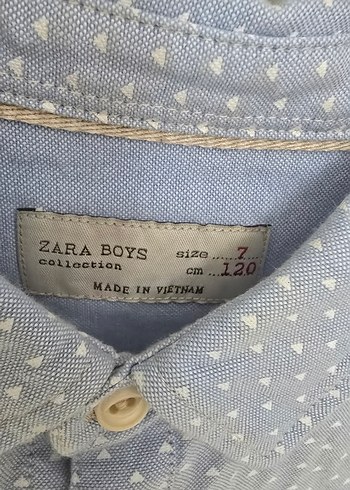 ZARA BOYS size.....7...
collection cm ...120
MADE IN VIETNAM